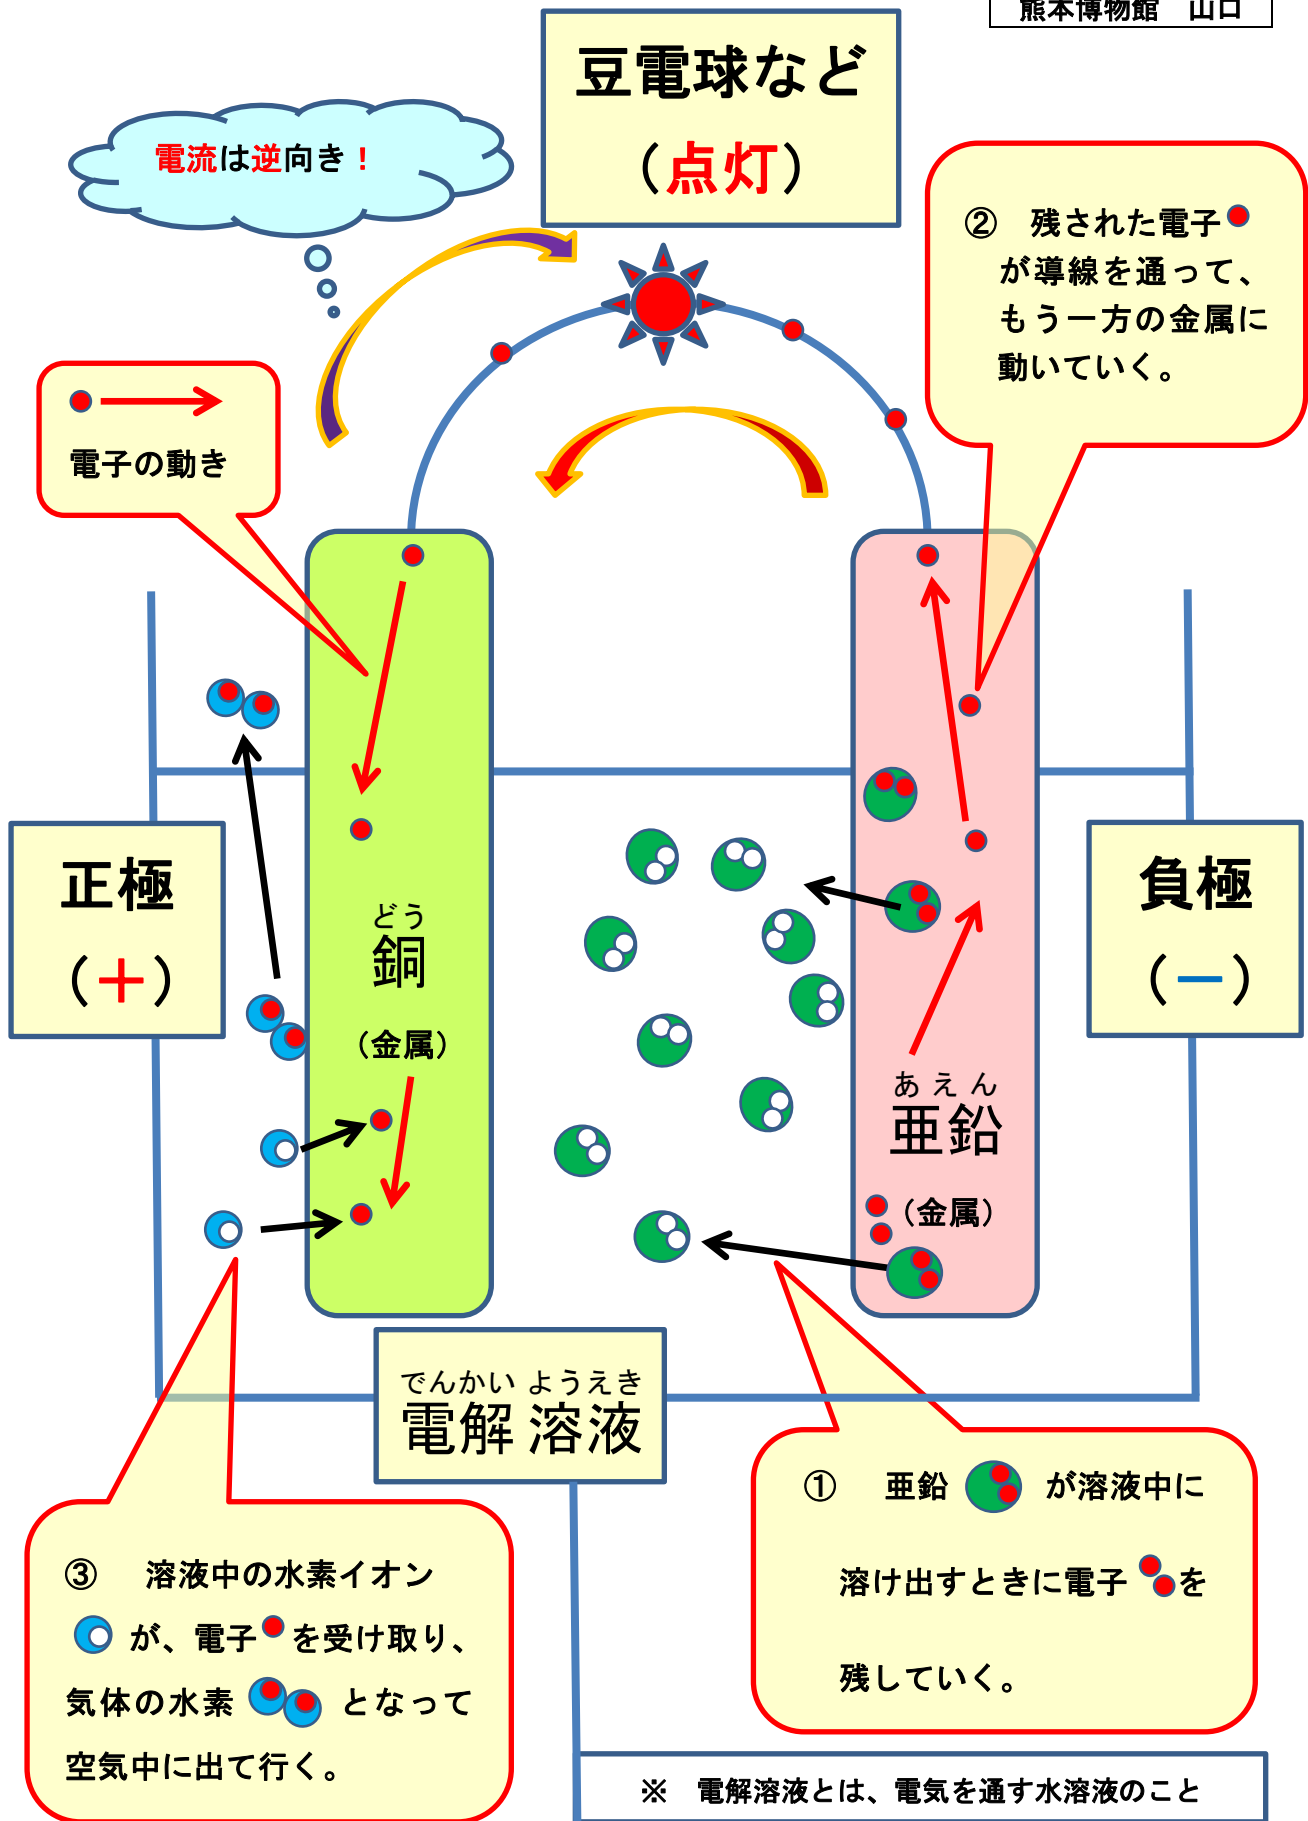 熊本博物館 山口
豆電球など
（点灯）
電流は逆向き！
② 残された電子
が導線を通って、
もう一方の金属に
動いていく。
電子の動き
正極
（＋）
どう
銅
（金属）
負極
（－）
あえん
亜鉛
（金属）
でんかい ようえき
電解 溶液
① 亜鉛 が溶液中に
溶け出すときに電子 を
残していく。
③ 溶液中の水素イオン
が、電子 を受け取り、
気体の水素 となって
空気中に出て行く。
※ 電解溶液とは、電気を通す水溶液のこと